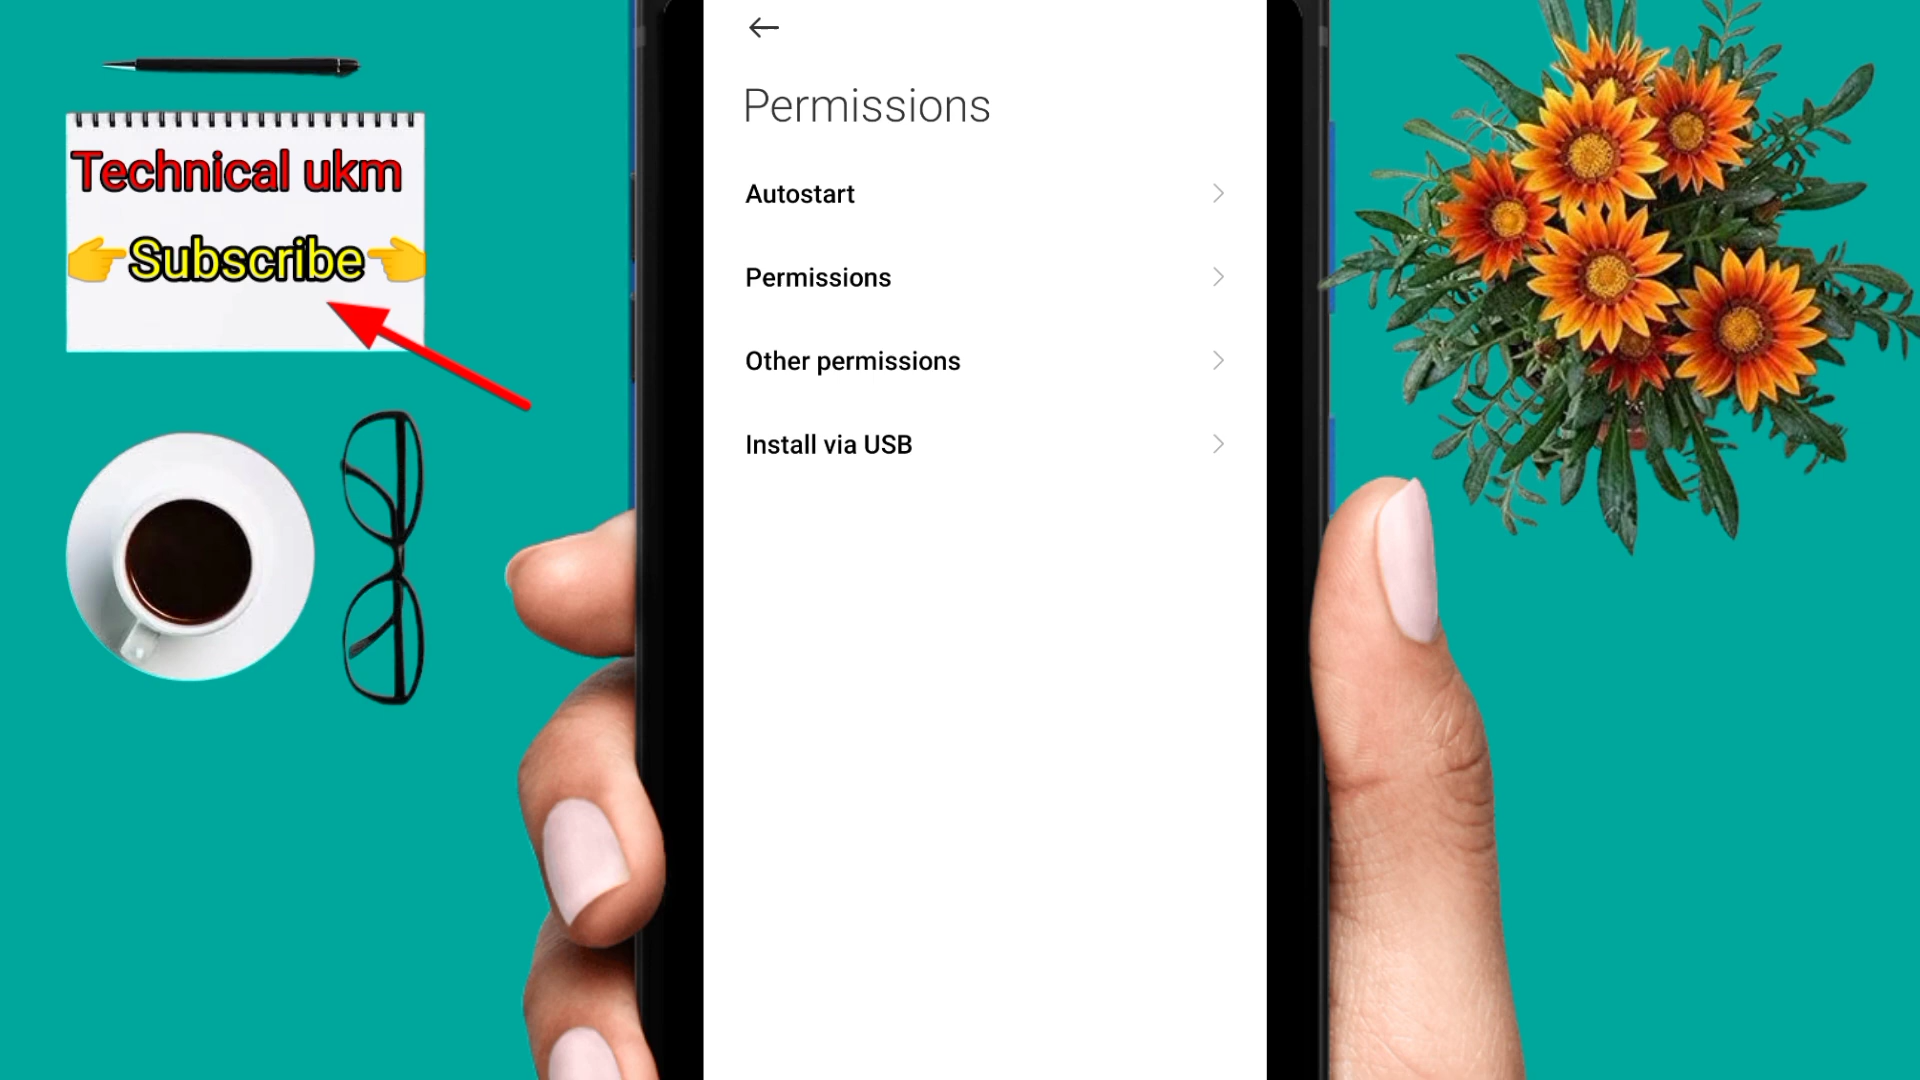 Technical ukm
👉Subscribe👈
Permissions
Autostart
Permissions
Other permissions
Install via USB